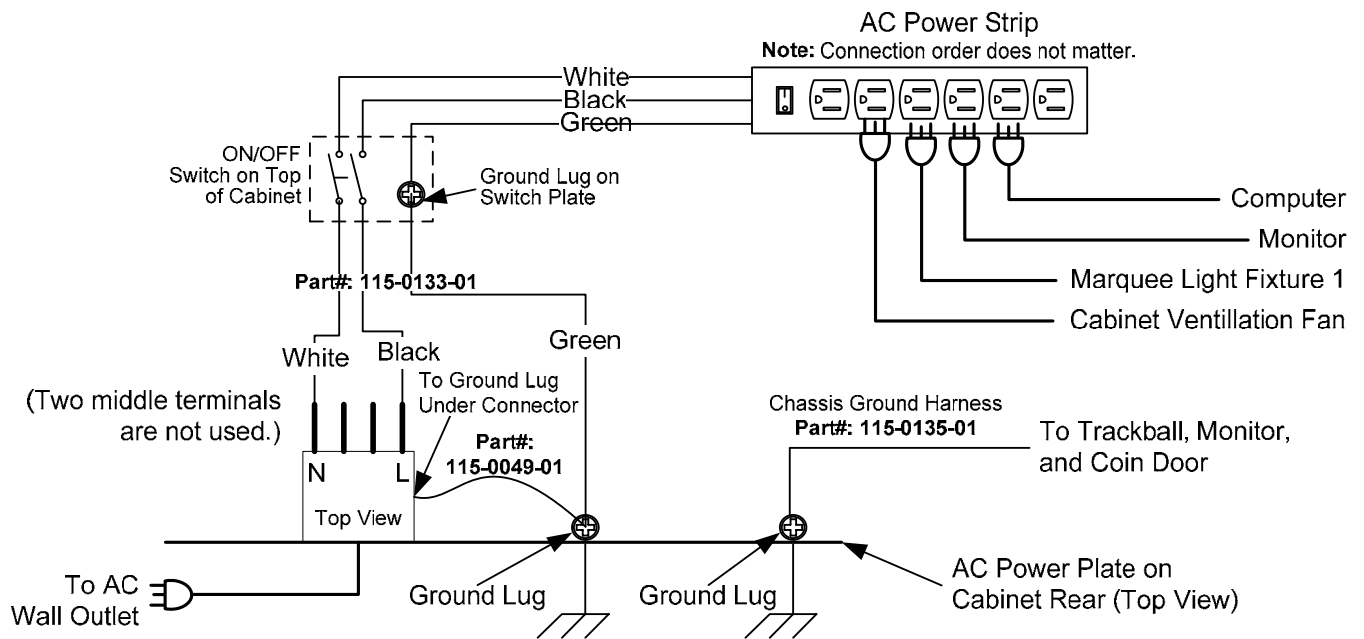 AC Power Strip
Note: Connection order does not matter.
White
Black
Green
ON/OFF
Switch on Top
of Cabinet
Ground Lug on
Switch Plate
Computer
Monitor
Marquee Light Fixture 1
Cabinet Ventillation Fan
Part#: 115-0133-01
Green
White
Black
To Ground Lug
Under Connector
(Two middle terminals
are not used.)
Part#:
115-0049-01
Chassis Ground Harness
Part#: 115-0135-01
To Trackball, Monitor,
and Coin Door
N
L
Top View
To AC
Wall Outlet
Ground Lug
Ground Lug
AC Power Plate on
Cabinet Rear (Top View)